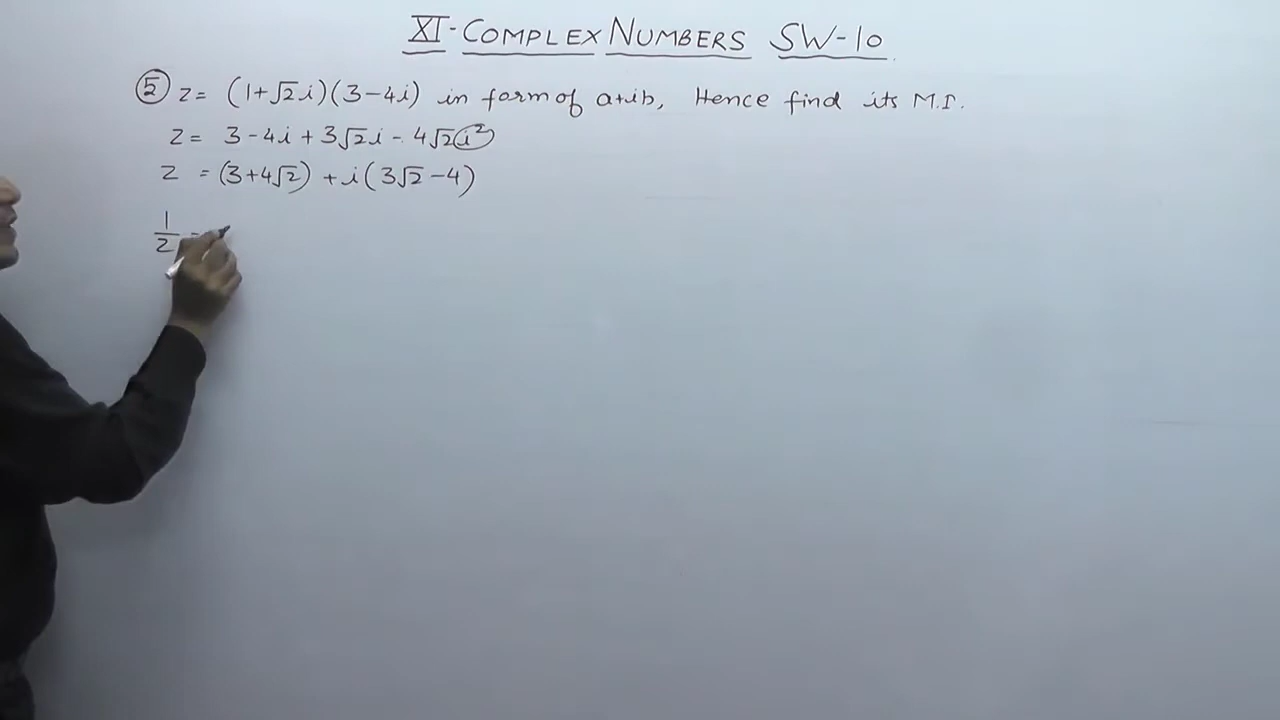 XI - COMPLEX NUMBERS SW-10
⑤ z = (1+√2i)(3-4i) in form of a+ib, Hence find its M.I.
z = 3-4i+3√2i-4√2i²
z = (3+4√2)+i(3√2-4)
1/z =